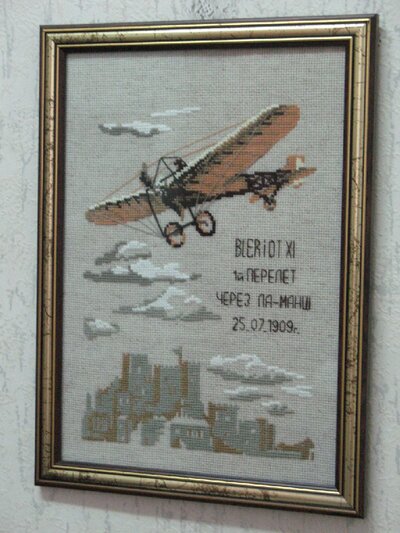 BLERiOT XI
1й ПЕРЕЛЕТ
ЧЕРЕЗ ЛА-МАНШ
25.07.1909г.